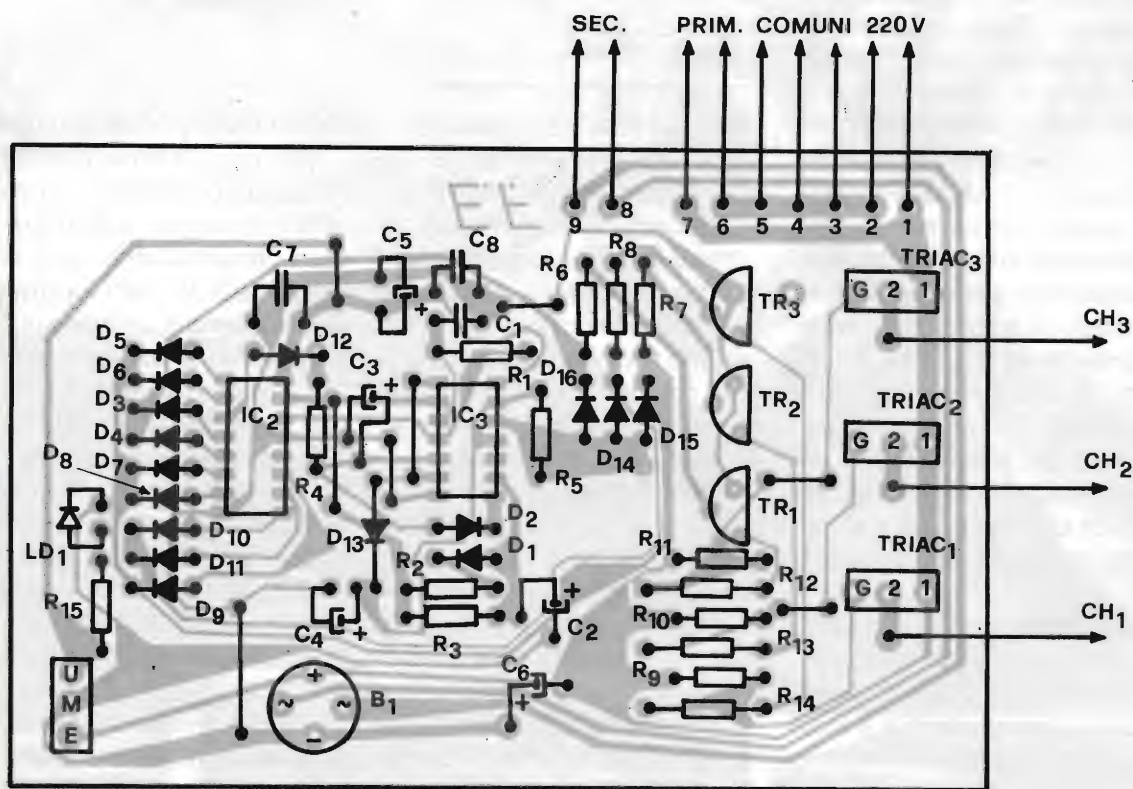 SEC. PRIM. COMUNI 220V
EE
9 8 7 6 5 4 3 2 1
C7 C5 C8 R6 R8 R7 TR3 TRIAC3
G 2 1
CH3
D5 D12 C1
D6 C3 R1 D16
D3 IC2 IC3 TR2 TRIAC2
D4 G 2 1
D7 D14 D15
D8 R4 R5 CH2
D10 D13 D2 TR1
LD1 D11 R2 D1 R11 TRIAC1
R15 R12 G 2 1
D9 C4 R3 C2 R10 CH1
R13
U M E + ~ ~ - B1 C6 R9
R14
+ + + + +